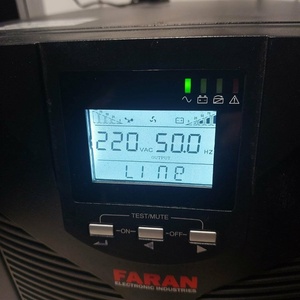 220 VAC 50.0 HZ
OUTPUT
LINE
TEST/MUTE
ON OFF
FARAN
ELECTRONIC INDUSTRIES